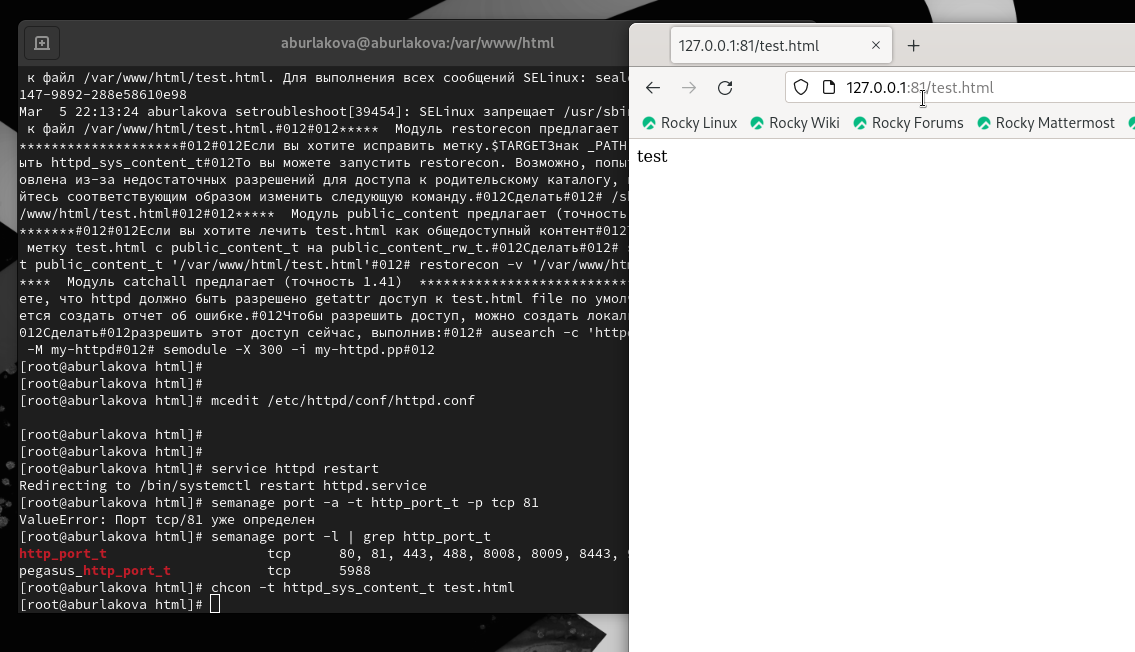 aburlakova@aburlakova:/var/www/html
к файл /var/www/html/test.html. Для выполнения всех сообщений SELinux: seale
147-9892-288e58610e98
Mar  5 22:13:24 aburlakova setroubleshoot[39454]: SELinux запрещает /usr/sbin
к файл /var/www/html/test.html.#012#012*****  Модуль restorecon предлагает
********************#012#012Если вы хотите исправить метку.$TARGETЗнак _PATH
ыть httpd_sys_content_t#012То вы можете запустить restorecon. Возможно, попы
овлена из-за недостаточных разрешений для доступа к родительскому каталогу,
йтесь соответствующим образом изменить следующую команду.#012Сделать#012# /sb
/www/html/test.html#012#012*****  Модуль public_content предлагает (точность
*******#012#012Если вы хотите лечить test.html как общедоступный контент#012
метку test.html с public_content_t на public_content_rw_t.#012Сделать#012#
t public_content_t '/var/www/html/test.html'#012# restorecon -v '/var/www/ht
****  Модуль catchall предлагает (точность 1.41)  **************************
ете, что httpd должно быть разрешено getattr доступ к test.html file по умол
ется создать отчет об ошибке.#012Чтобы разрешить доступ, можно создать локал
012Сделать#012разрешить этот доступ сейчас, выполнив:#012# ausearch -c 'http
-M my-httpd#012# semodule -X 300 -i my-httpd.pp#012
[root@aburlakova html]#
[root@aburlakova html]#
[root@aburlakova html]# mcedit /etc/httpd/conf/httpd.conf
[root@aburlakova html]#
[root@aburlakova html]#
[root@aburlakova html]# service httpd restart
Redirecting to /bin/systemctl restart httpd.service
[root@aburlakova html]# semanage port -a -t http_port_t -p tcp 81
ValueError: Порт tcp/81 уже определен
[root@aburlakova html]# semanage port -l | grep http_port_t
http_port_t                    tcp      80, 81, 443, 488, 8008, 8009, 8443,
pegasus_http_port_t            tcp      5988
[root@aburlakova html]# chcon -t httpd_sys_content_t test.html
[root@aburlakova html]#
127.0.0.1:81/test.html
127.0.0.1:81/test.html
Rocky Linux Rocky Wiki Rocky Forums Rocky Mattermost
test